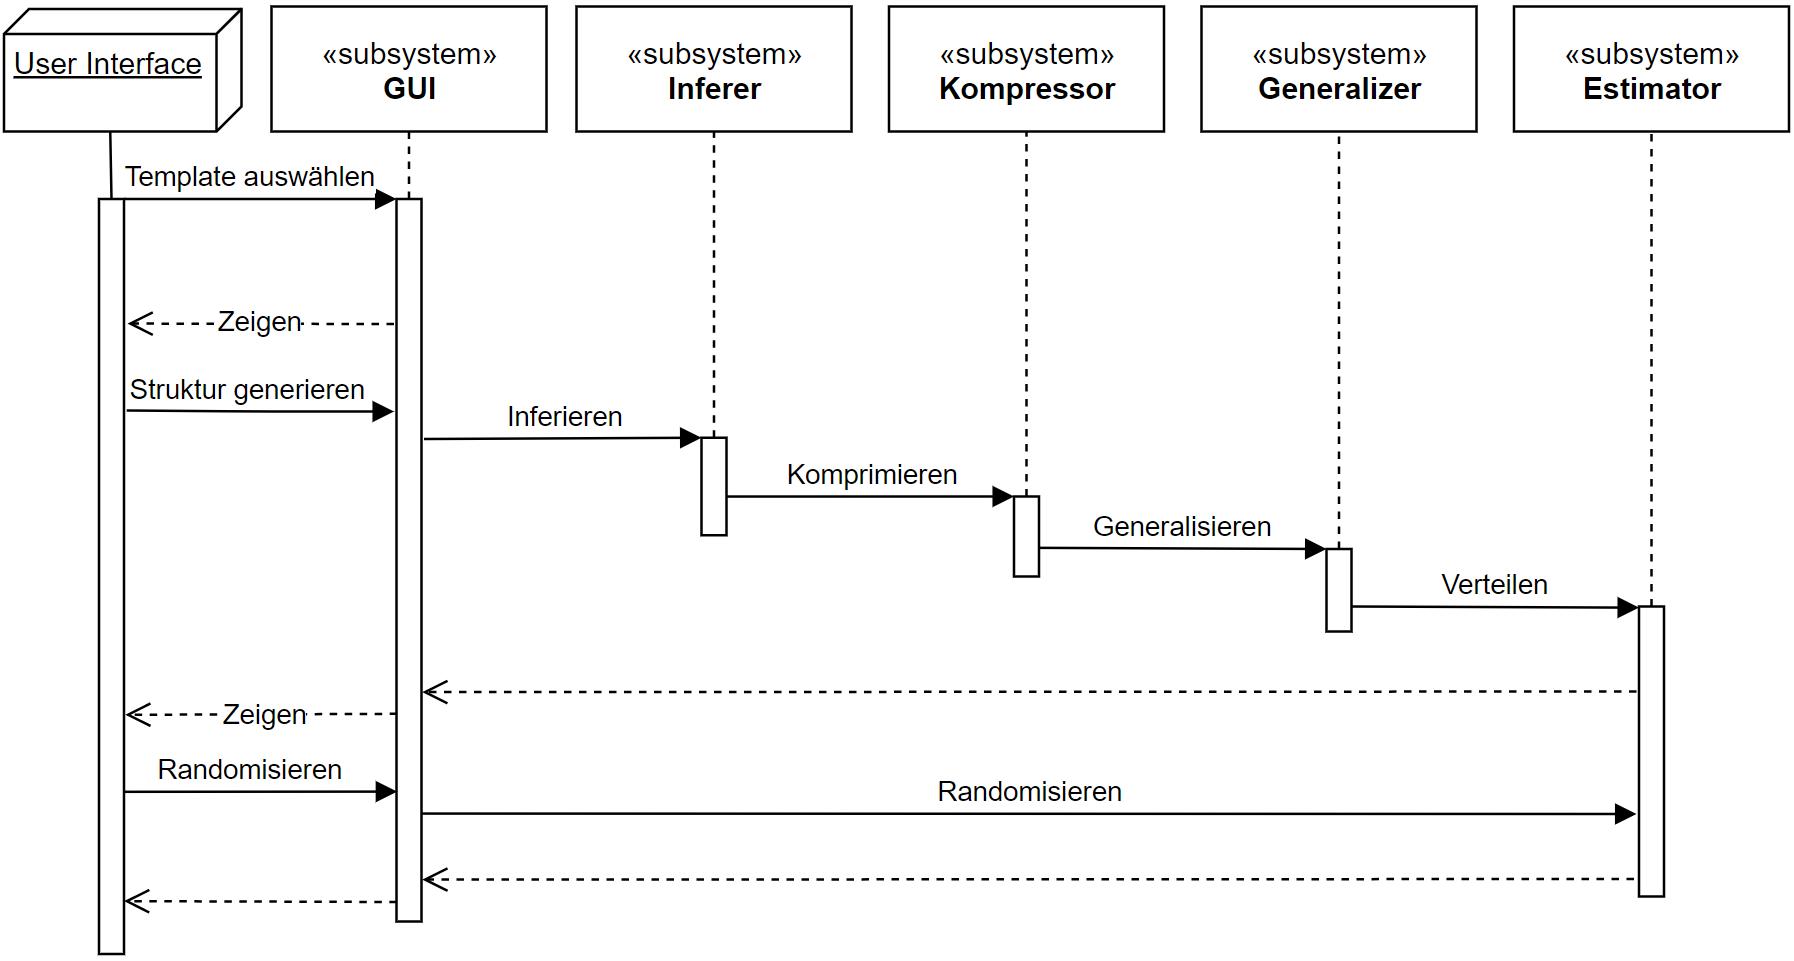 User Interface
«subsystem»
GUI
«subsystem»
Inferer
«subsystem»
Kompressor
«subsystem»
Generalizer
«subsystem»
Estimator
Template auswählen
Zeigen
Struktur generieren
Inferieren
Komprimieren
Generalisieren
Verteilen
Zeigen
Randomisieren
Randomisieren